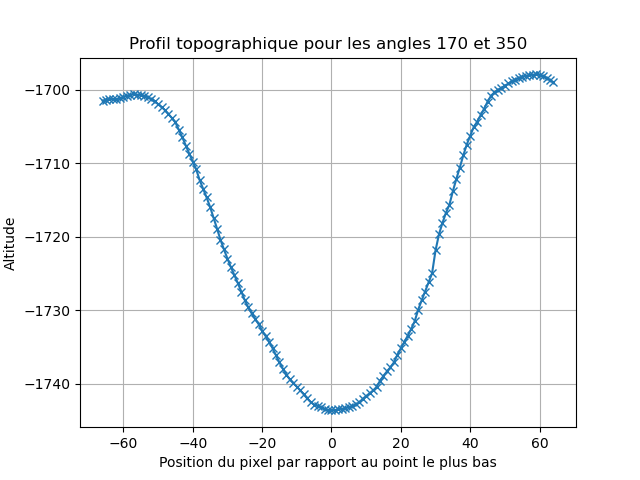 Profil topographique pour les angles 170 et 350
−1700
−1710
−1720
−1730
−1740
Altitude
−60 −40 −20 0 20 40 60
Position du pixel par rapport au point le plus bas